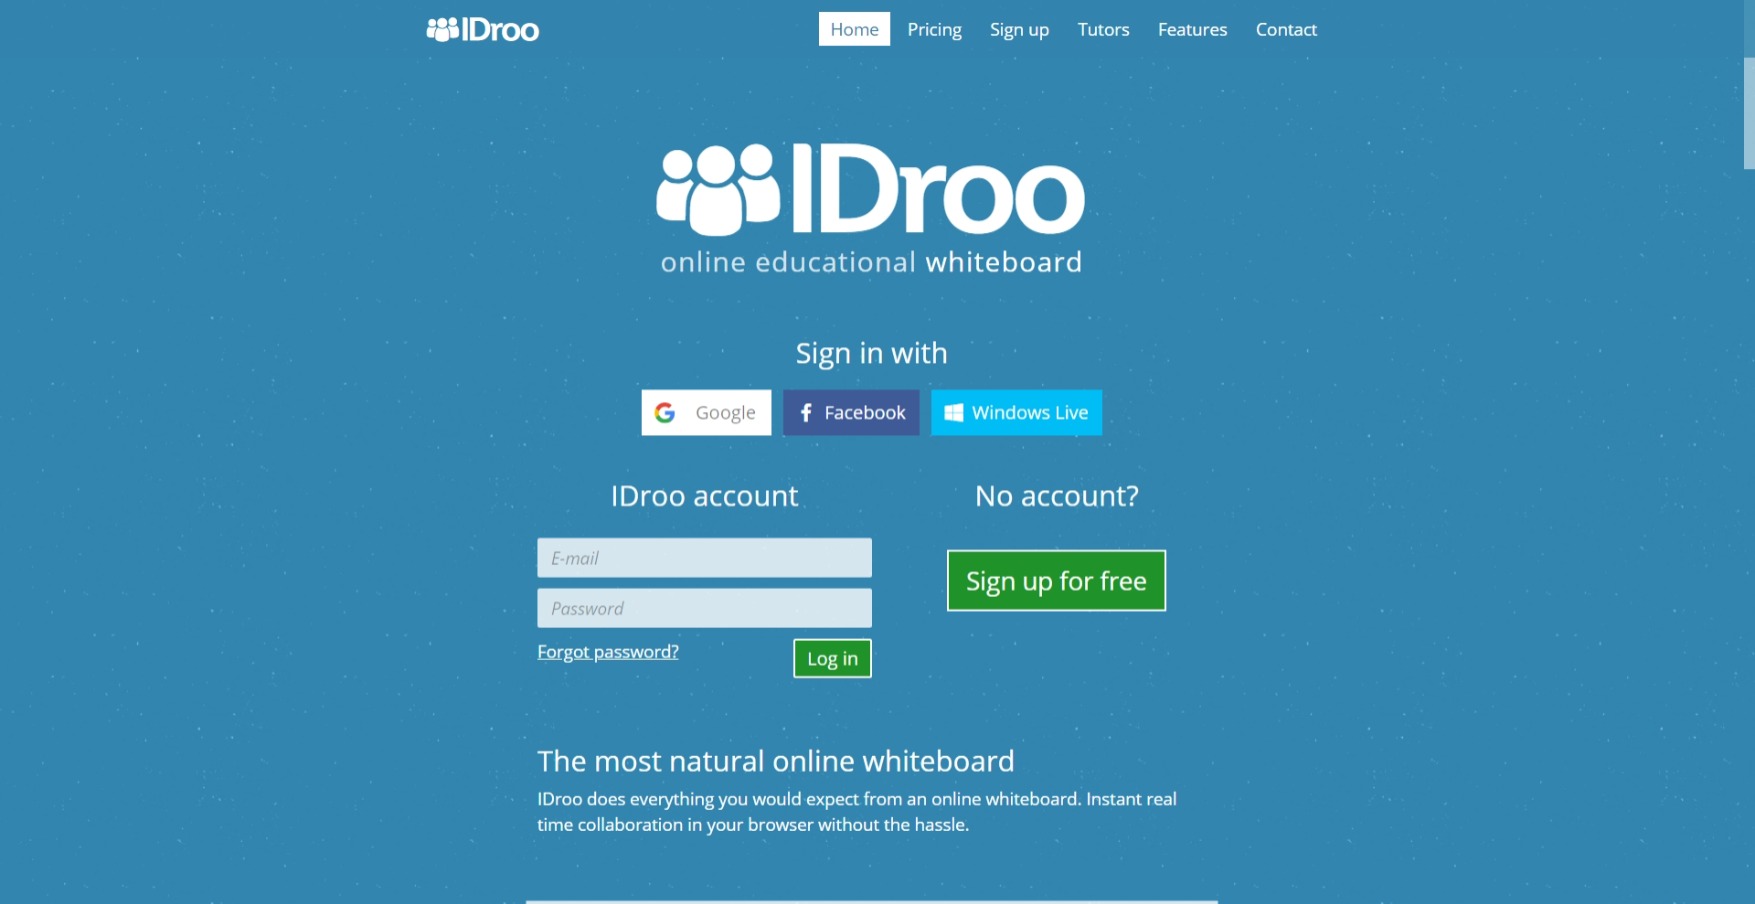 IDroo
Home Pricing Sign up Tutors Features Contact
IDroo
online educational whiteboard
Sign in with
Google Facebook Windows Live
IDroo account
E-mail
Password
Forgot password? Log in
No account?
Sign up for free
The most natural online whiteboard
IDroo does everything you would expect from an online whiteboard. Instant real
time collaboration in your browser without the hassle.